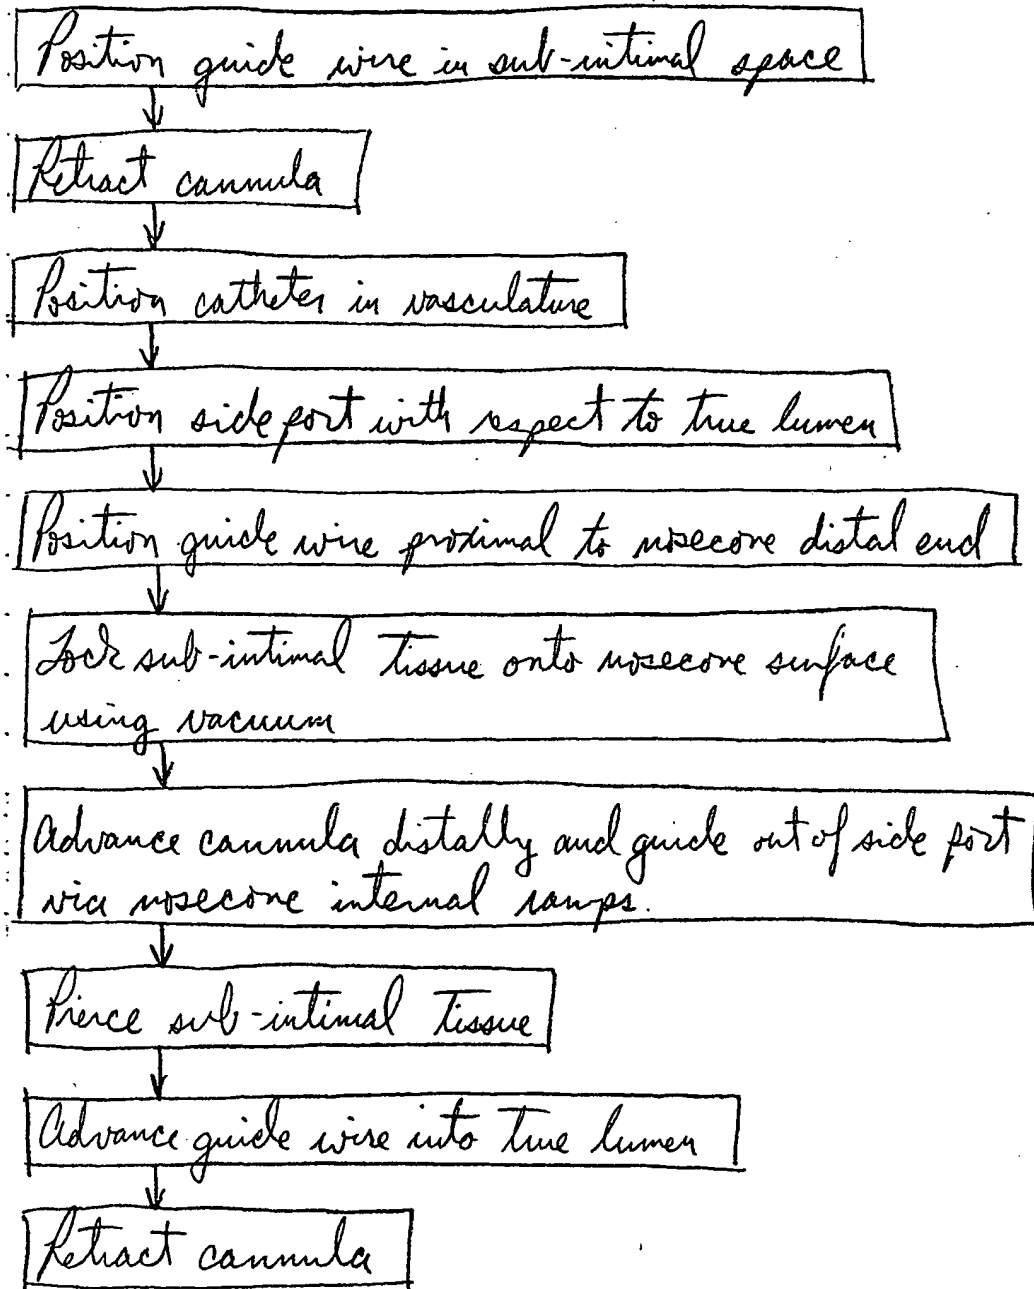 Position guide wire in sub-intimal space
Retract cannula
Position catheter in vasculature
Position side port with respect to true lumen
Position guide wire proximal to nosecone distal end
Lock sub-intimal tissue onto nosecone surface
using vacuum
Advance cannula distally and guide out of side port
via nosecone internal ramps.
Pierce sub-intimal tissue
Advance guide wire into true lumen
Retract cannula